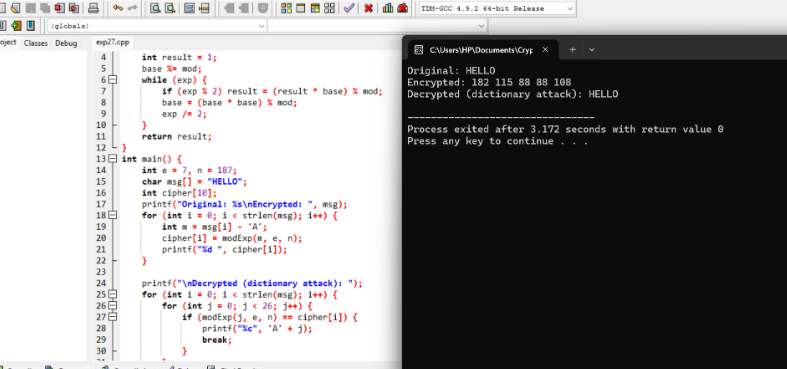 TDM-GCC 4.9.2 64-bit Release
(globals)
Classes Debug
exp27.cpp
4 int result = 1;
5 base %= mod;
6 while (exp) {
7 if (exp % 2) result = (result * base) % mod;
8 base = (base * base) % mod;
9 exp /= 2;
10 }
11 return result;
12 }
13 int main() {
14 int e = 7, n = 187;
15 char msg[] = "HELLO";
16 int cipher[10];
17 printf("Original: %s\nEncrypted: ", msg);
18 for (int i = 0; i < strlen(msg); i++) {
19 int m = msg[i] - 'A';
20 cipher[i] = modExp(m, e, n);
21 printf("%d ", cipher[i]);
22 }
23
24 printf("\nDecrypted (dictionary attack): ");
25 for (int i = 0; i < strlen(msg); i++) {
26 for (int j = 0; j < 26; j++) {
27 if (modExp(j, e, n) == cipher[i]) {
28 printf("%c", 'A' + j);
29 break;
30 }
C:\Users\HP\Documents\Cryp
Original: HELLO
Encrypted: 182 115 88 88 108
Decrypted (dictionary attack): HELLO
--------------------------------
Process exited after 3.172 seconds with return value 0
Press any key to continue . . .